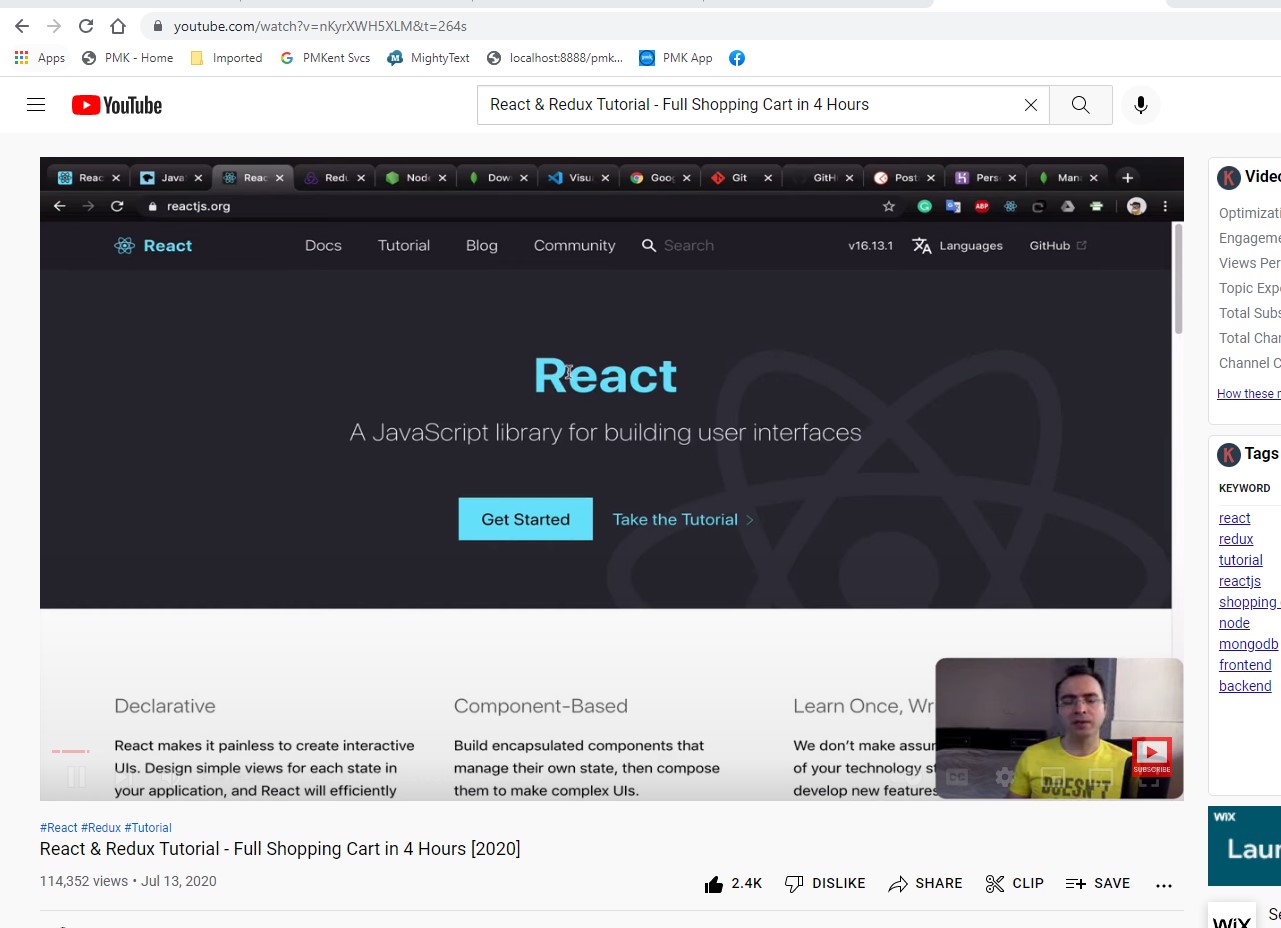 youtube.com/watch?v=nKyrXWH5XLM&t=264s
Apps PMK - Home Imported PMKent Svcs MightyText localhost:8888/pmk... PMK App
YouTube
React & Redux Tutorial - Full Shopping Cart in 4 Hours
Reac Java Reac Redu Node Dow Visu Goog Git GitH Post Pers Man
reactjs.org ABP
React Docs Tutorial Blog Community Search v16.13.1 Languages GitHub
React
A JavaScript library for building user interfaces
Get Started Take the Tutorial
Declarative Component-Based Learn Once, Wr
React makes it painless to create interactive
UIs. Design simple views for each state in
your application, and React will efficiently
Build encapsulated components that
manage their own state, then compose
them to make complex UIs.
We don't make assu
of your technology st
develop new features
DOESN'T
SUBSCRIBE
CC
#React #Redux #Tutorial
React & Redux Tutorial - Full Shopping Cart in 4 Hours [2020]
114,352 views • Jul 13, 2020
2.4K DISLIKE SHARE CLIP SAVE ...
K Video
Optimizati
Engageme
Views Per
Topic Exp
Total Subs
Total Chan
Channel C
How these
K Tags
KEYWORD
react
redux
tutorial
reactjs
shopping
node
mongodb
frontend
backend
WIX
Laun
WiX Se